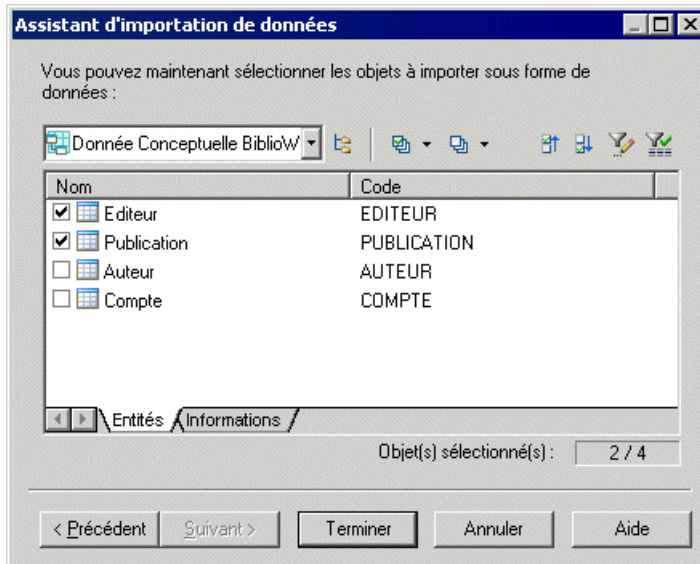 Assistant d'importation de données
Vous pouvez maintenant sélectionner les objets à importer sous forme de
données :
Donnée Conceptuelle BiblioW
Nom Code
Editeur EDITEUR
Publication PUBLICATION
Auteur AUTEUR
Compte COMPTE
Entités Informations
Objet(s) sélectionné(s) : 2 / 4
< Précédent Suivant > Terminer Annuler Aide